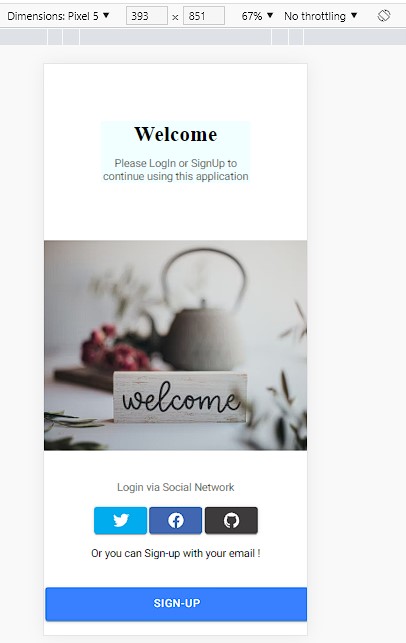 Dimensions: Pixel 5 ▼ 393 x 851 67% ▼ No throttling ▼
Welcome
Please LogIn or SignUp to
continue using this application
welcome
Login via Social Network
Or you can Sign-up with your email !
SIGN-UP